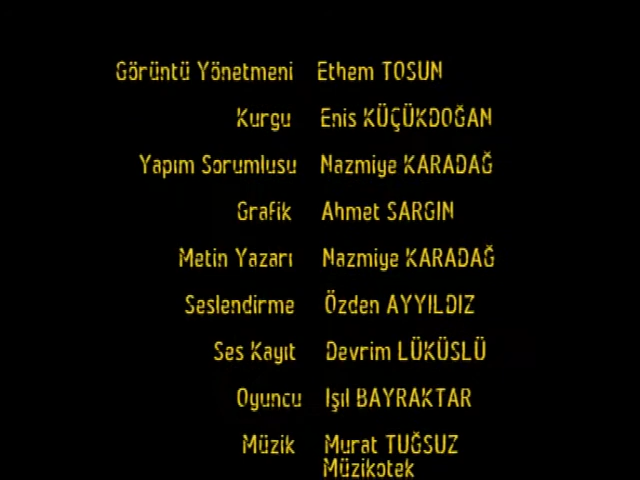 Görüntü Yönetmeni Ethem TOSUN
Kurgu Enis KÜÇÜKDOĞAN
Yapım Sorumlusu Nazmiye KARADAĞ
Grafik Ahmet SARGIN
Metin Yazarı Nazmiye KARADAĞ
Seslendirme Özden AYYILDIZ
Ses Kayıt Devrim LÜKÜSLÜ
Oyuncu Işıl BAYRAKTAR
Müzik Murat TUĞSUZ
Müzikotek